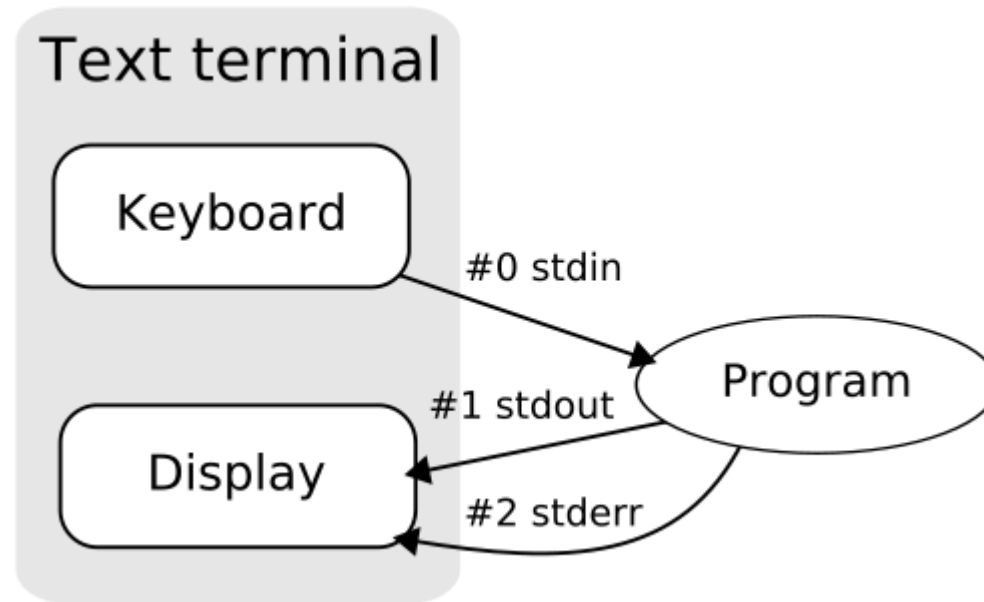 Text terminal
Keyboard
#0 stdin
Program
#1 stdout
Display
#2 stderr